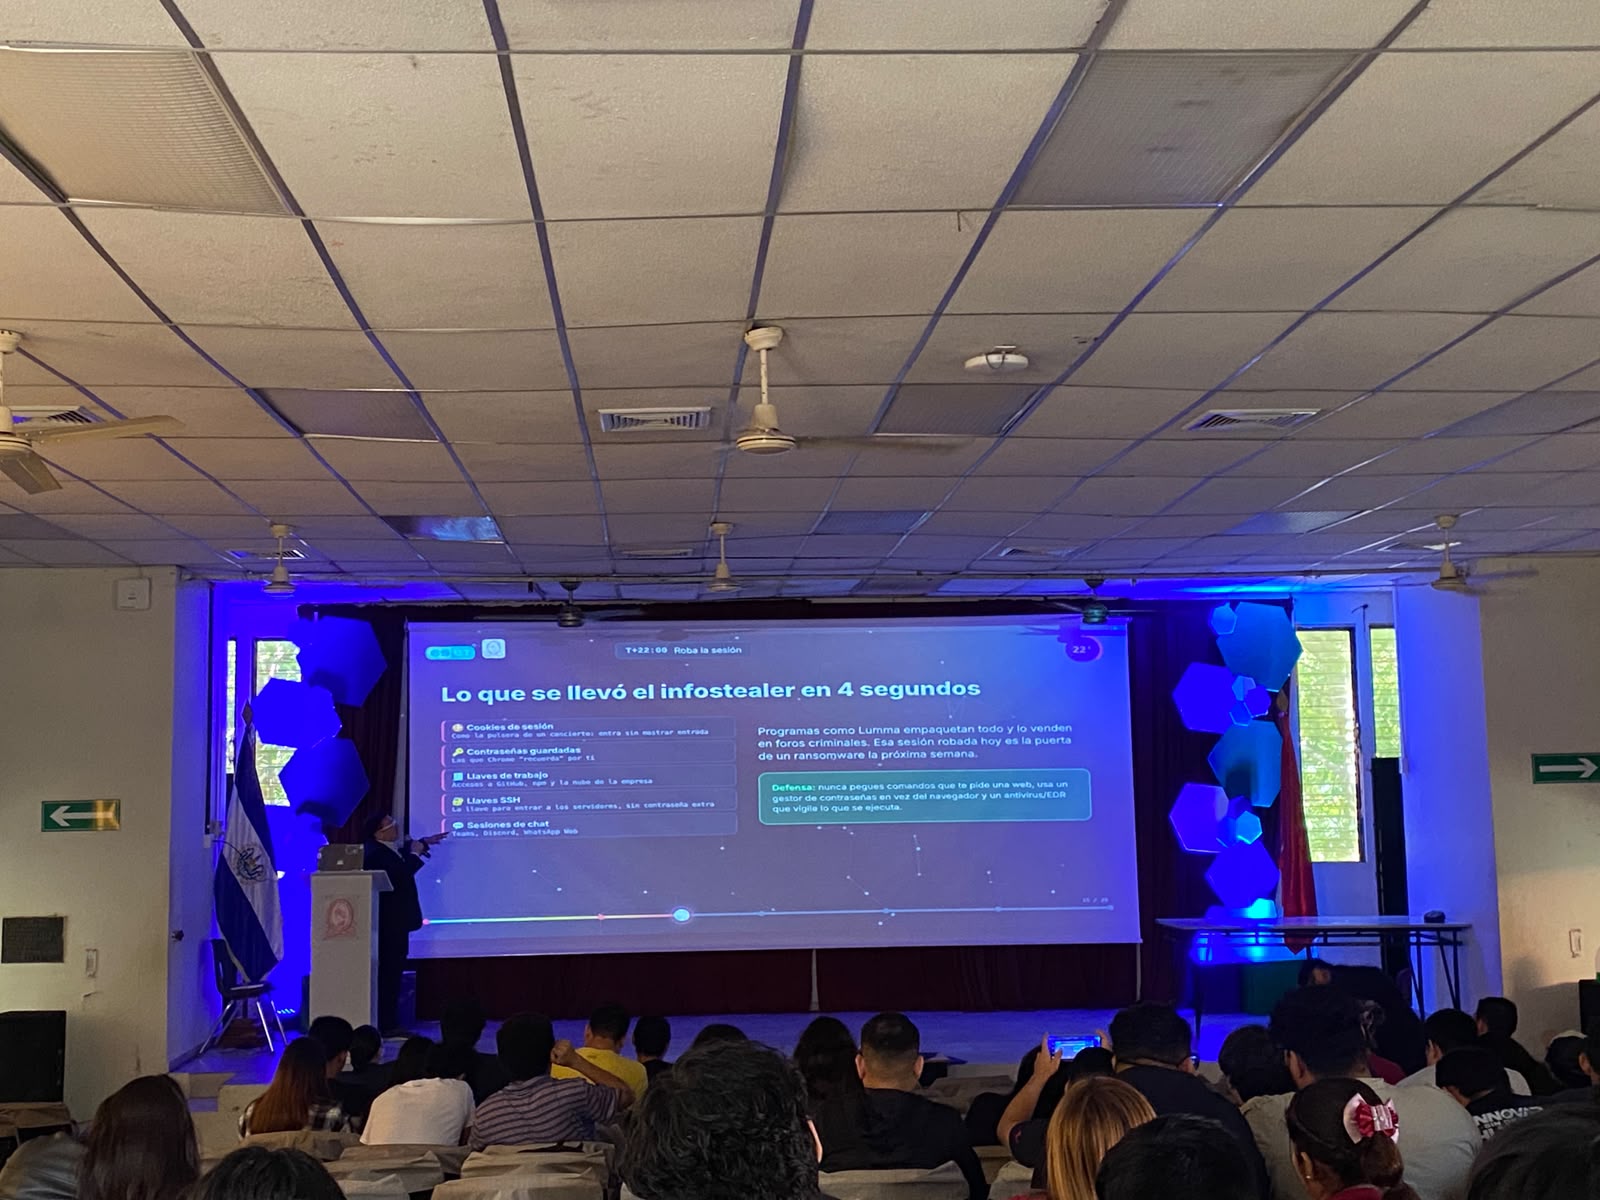 T+22:00 Roba la sesión
22'
Lo que se llevó el infostealer en 4 segundos
Cookies de sesión
Como la pulsera de un concierto: entra sin mostrar entrada
Contraseñas guardadas
Las que Chrome "recuerda" por ti
Llaves de trabajo
Accesos a GitHub, npm y la nube de la empresa
Llaves SSH
La llave para entrar a los servidores, sin contraseña extra
Sesiones de chat
Teams, Discord, WhatsApp Web
Programas como Lumma empaquetan todo y lo venden
en foros criminales. Esa sesión robada hoy es la puerta
de un ransomware la próxima semana.
Defensa: nunca pegues comandos que te pide una web, usa un
gestor de contraseñas en vez del navegador y un antivirus/EDR
que vigile lo que se ejecuta.